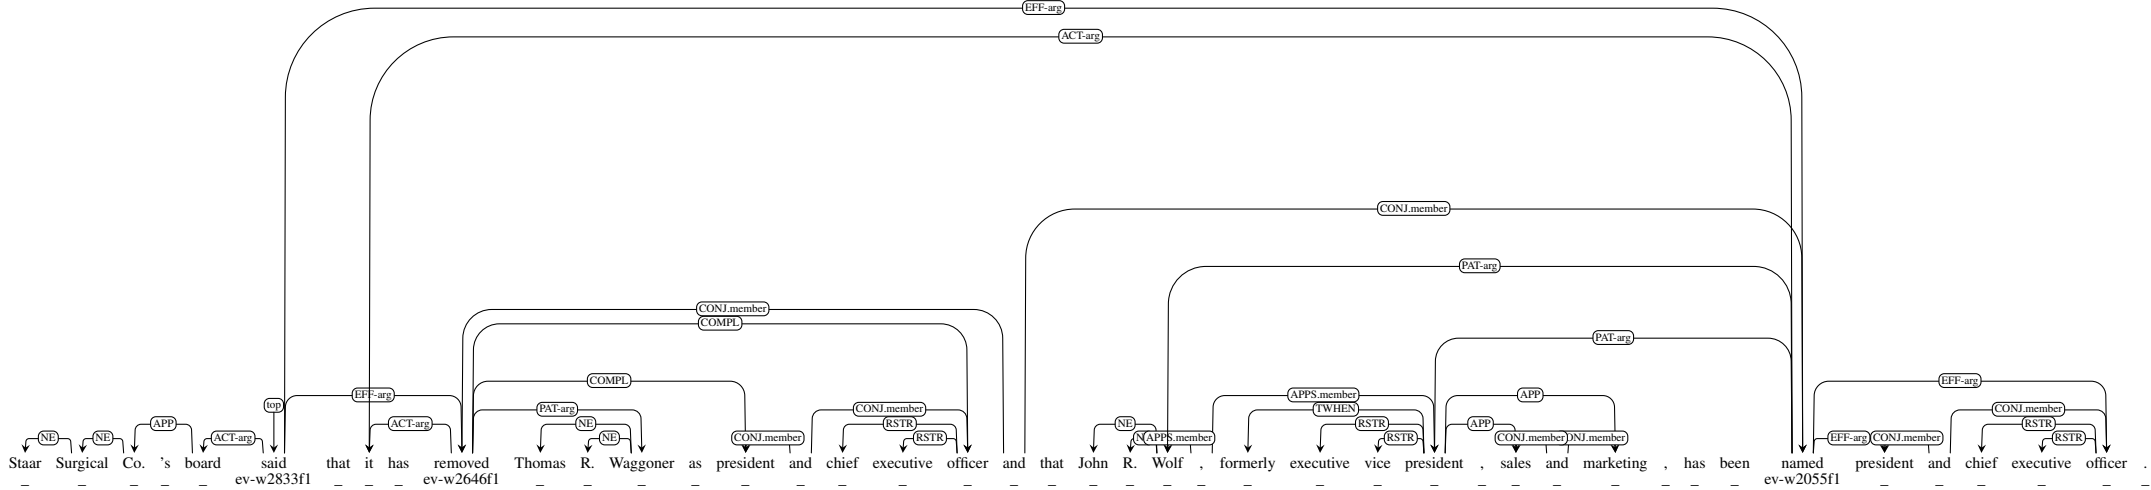 EFF-arg
ACT-arg
CONJ.member
PAT-arg
CONJ.member
COMPL
PAT-arg
COMPL EFF-arg
EFF-arg APPS.member APP
top PAT-arg CONJ.member TWHEN CONJ.member
APP ACT-arg NE RSTR NE RSTR APP RSTR
NE NE ACT-arg NE CONJ.member RSTR APPS.member RSTR CONJ.member EFF-arg CONJ.member RSTR
Staar Surgical Co. 's board said that it has removed Thomas R. Waggoner as president and chief executive officer and that John R. Wolf , formerly executive vice president , sales and marketing , has been named president and chief executive officer .
_ _ _ _ _ ev-w2833f1 _ _ _ ev-w2646f1 _ _ _ _ _ _ _ _ _ _ _ _ _ _ _ _ _ _ _ _ _ _ _ _ _ _ ev-w2055f1 _ _ _ _ _ _